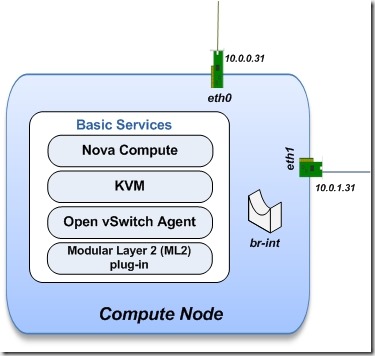 10.0.0.31
eth0
Basic Services
Nova Compute
KVM
Open vSwitch Agent
Modular Layer 2 (ML2)
plug-in
eth1
10.0.1.31
br-int
Compute Node